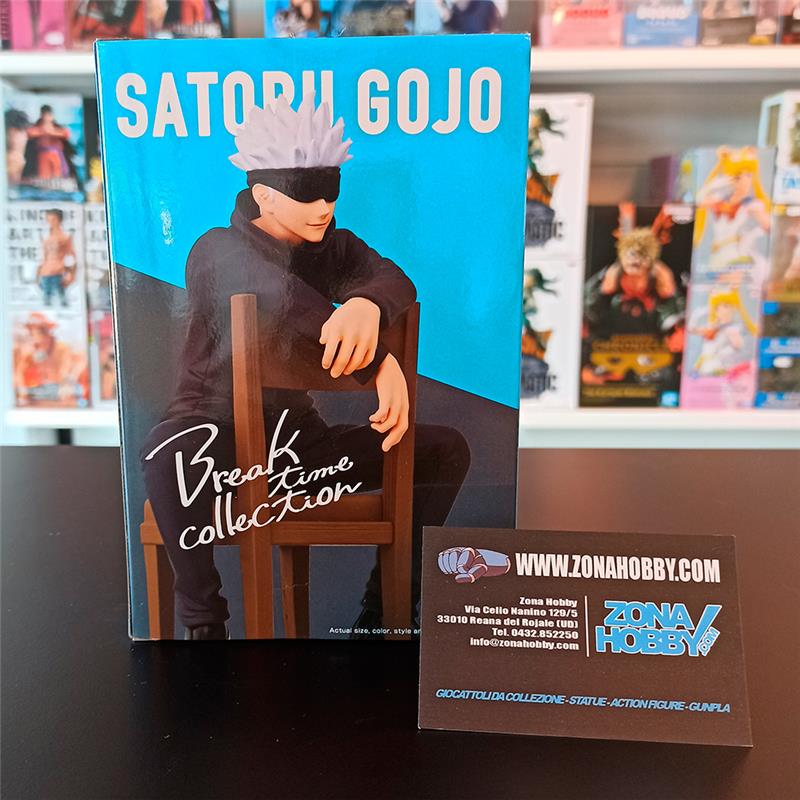 SATORU GOJO
Break
time
collection
Actual size, color, style
WWW.ZONAHOBBY.COM
Zona Hobby
Via Celio Nanino 129/5
33010 Reana del Rojale (UD)
Tel. 0432.852250
info@zonahobby.com
ZONA
HOBBY!
.COM
GIOCATTOLI DA COLLEZIONE - STATUE - ACTION FIGURE - GUNPLA